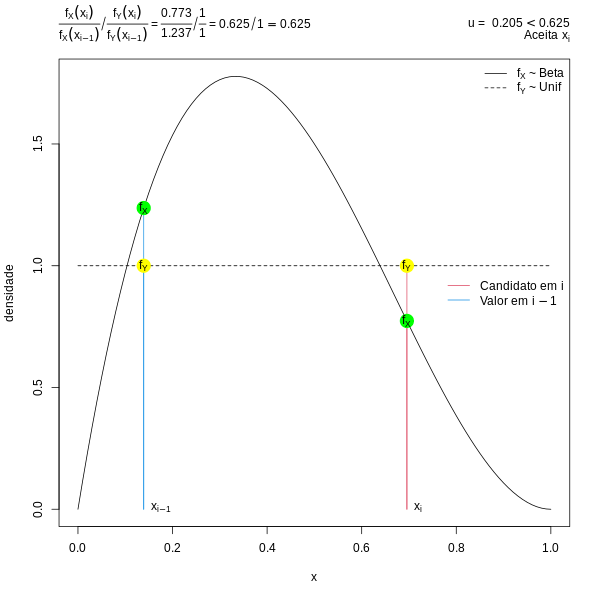 fX(xi) / fY(xi) = 0.773 / 1 = 0.625/1 = 0.625
fX(xi−1) fY(xi−1) 1.237 1
u = 0.205 < 0.625
Aceita xi
fX ~ Beta
fY ~ Unif
fX
fY
fY
fX
Candidato em i
Valor em i − 1
xi−1
xi
densidade
0.0
0.5
1.0
1.5
0.0 0.2 0.4 0.6 0.8 1.0
x